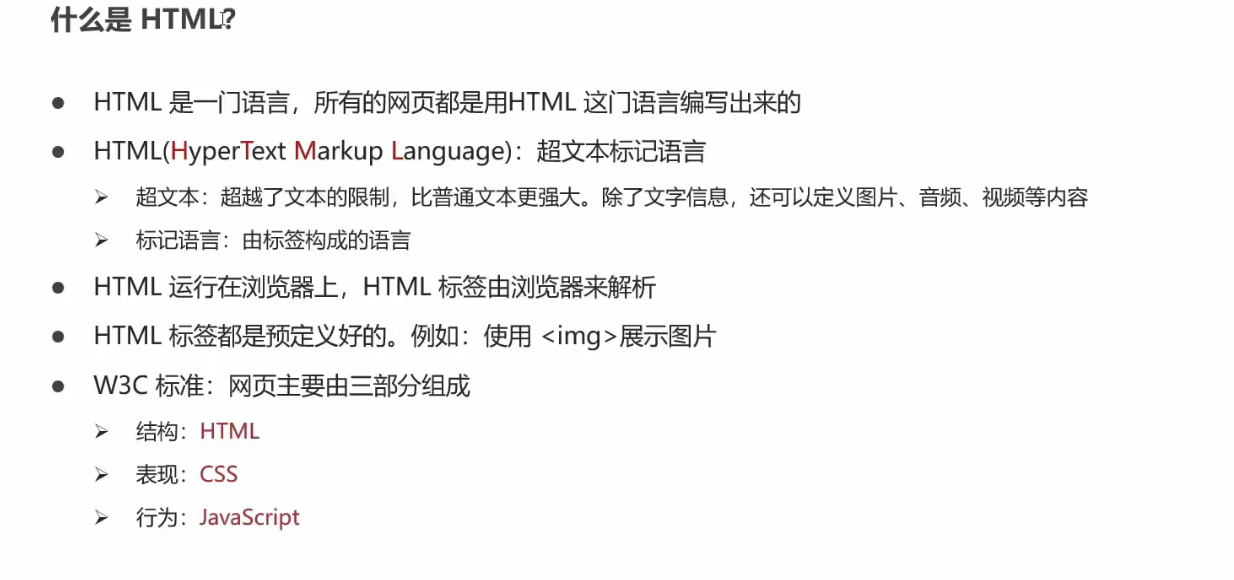 什么是 HTML?
● HTML 是一门语言，所有的网页都是用HTML 这门语言编写出来的
● HTML(HyperText Markup Language)：超文本标记语言
➢ 超文本：超越了文本的限制，比普通文本更强大。除了文字信息，还可以定义图片、音频、视频等内容
➢ 标记语言：由标签构成的语言
● HTML 运行在浏览器上，HTML 标签由浏览器来解析
● HTML 标签都是预定义好的。例如：使用 <img>展示图片
● W3C 标准：网页主要由三部分组成
➢ 结构：HTML
➢ 表现：CSS
➢ 行为：JavaScript